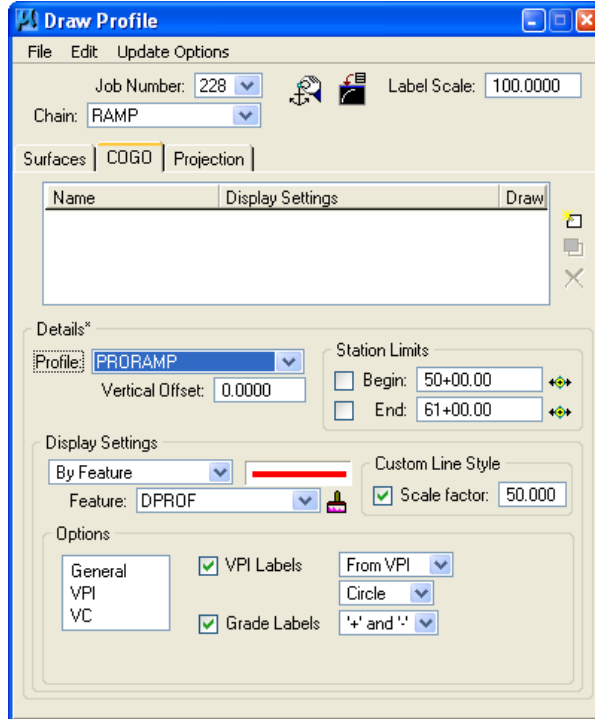 Draw Profile
File Edit Update Options
Job Number: 228 Label Scale: 100.0000
Chain: RAMP
Surfaces COGO Projection
Name Display Settings Draw
Details*
Profile: PRORAMP
Vertical Offset: 0.0000
Station Limits
Begin: 50+00.00
End: 61+00.00
Display Settings
By Feature
Feature: DPROF
Custom Line Style
Scale factor: 50.000
Options
General
VPI
VC
VPI Labels From VPI
Circle
Grade Labels '+' and '-'